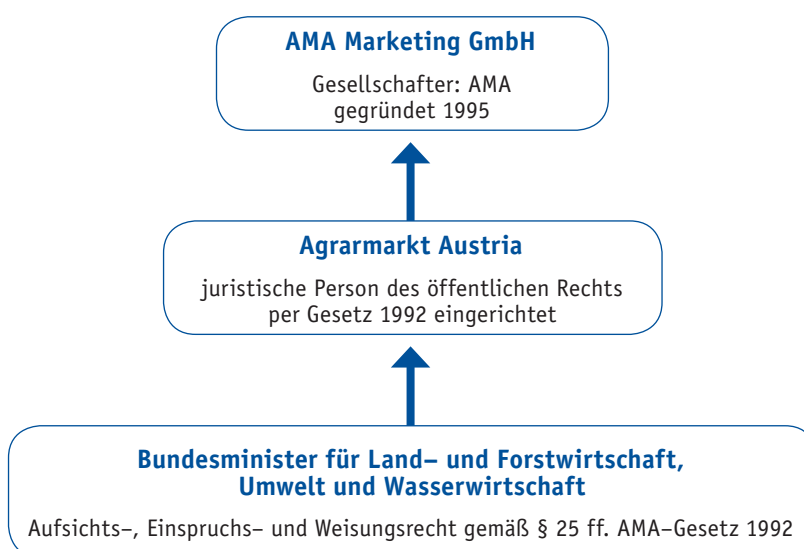 AMA Marketing GmbH
Gesellschafter: AMA
gegründet 1995
Agrarmarkt Austria
juristische Person des öffentlichen Rechts
per Gesetz 1992 eingerichtet
Bundesminister für Land– und Forstwirtschaft,
Umwelt und Wasserwirtschaft
Aufsichts–, Einspruchs– und Weisungsrecht gemäß § 25 ff. AMA–Gesetz 1992